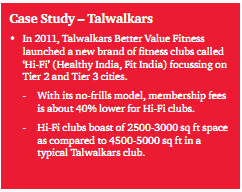 Case Study – Talwalkars
• In 2011, Talwalkars Better Value Fitness
launched a new brand of fitness clubs called
‘Hi-Fi’ (Healthy India, Fit India) focussing on
Tier 2 and Tier 3 cities.
- With its no-frills model, membership fees
is about 40% lower for Hi-Fi clubs.
- Hi-Fi clubs boast of 2500-3000 sq ft space
as compared to 4500-5000 sq ft in a
typical Talwalkars club.